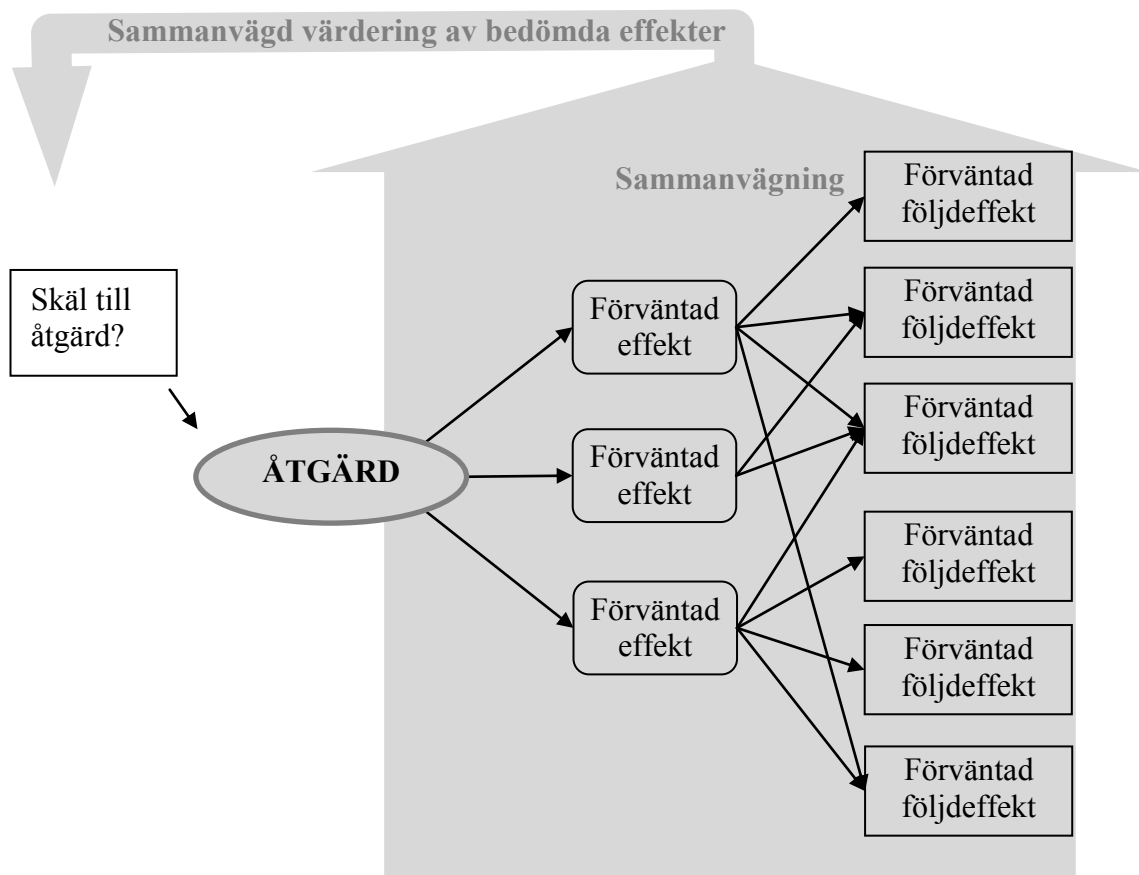 Sammanvägd värdering av bedömda effekter
Sammanvägning
Skäl till
åtgärd?
ÅTGÄRD
Förväntad
effekt
Förväntad
effekt
Förväntad
effekt
Förväntad
följdeffekt
Förväntad
följdeffekt
Förväntad
följdeffekt
Förväntad
följdeffekt
Förväntad
följdeffekt
Förväntad
följdeffekt